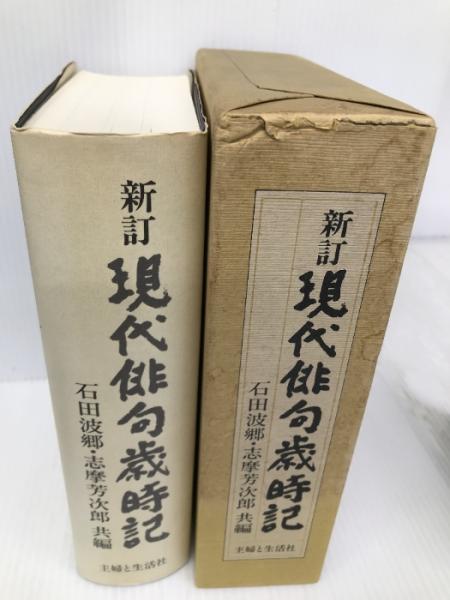 新訂
現代俳句歳時記
石田波郷・志摩芳次郎 共編
新訂
現代俳句歳時記
石田波郷・志摩芳次郎 共編
主婦と生活社